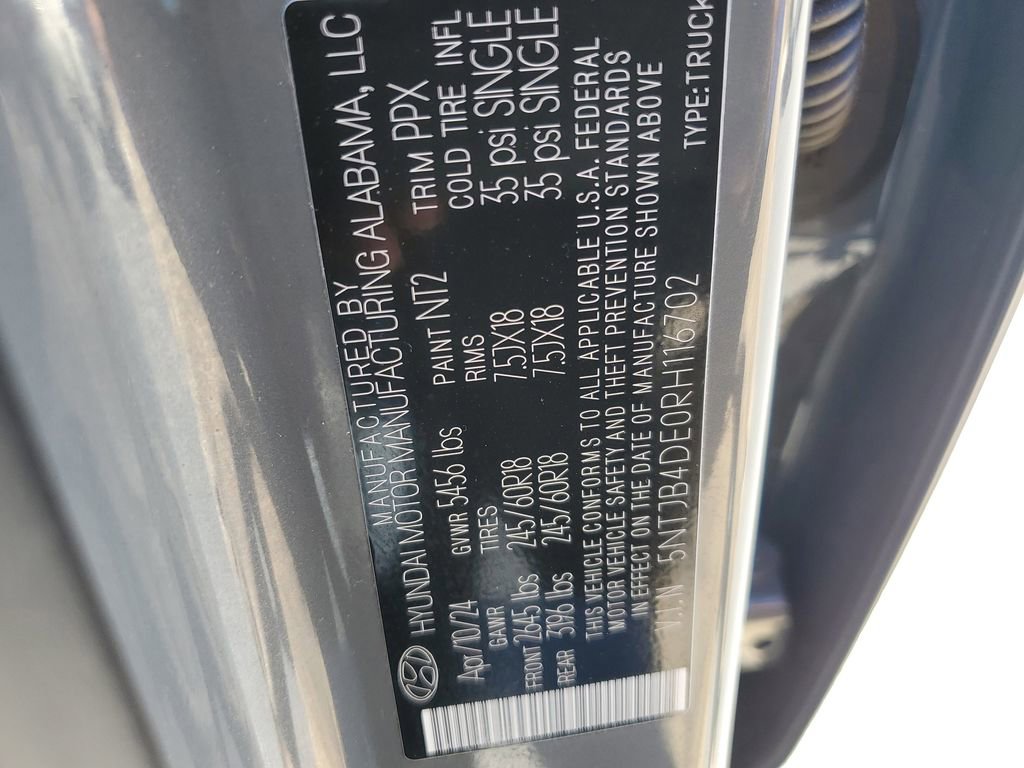 MANUFACTURED BY
HYUNDAI MOTOR MANUFACTURING ALABAMA, LLC
Apr/10/24 GVWR 5456 lbs PAINT NT2 TRIM PPX
GAWR TIRES RIMS COLD TIRE INFL
FRONT 2645 lbs 245/60R18 7.5JX18 35 psi SINGLE
REAR 3196 lbs 245/60R18 7.5JX18 35 psi SINGLE
THIS VEHICLE CONFORMS TO ALL APPLICABLE U.S.A. FEDERAL
MOTOR VEHICLE SAFETY AND THEFT PREVENTION STANDARDS
IN EFFECT ON THE DATE OF MANUFACTURE SHOWN ABOVE
V.I.N 5NTJB4DE0RH116702 TYPE:TRUCK